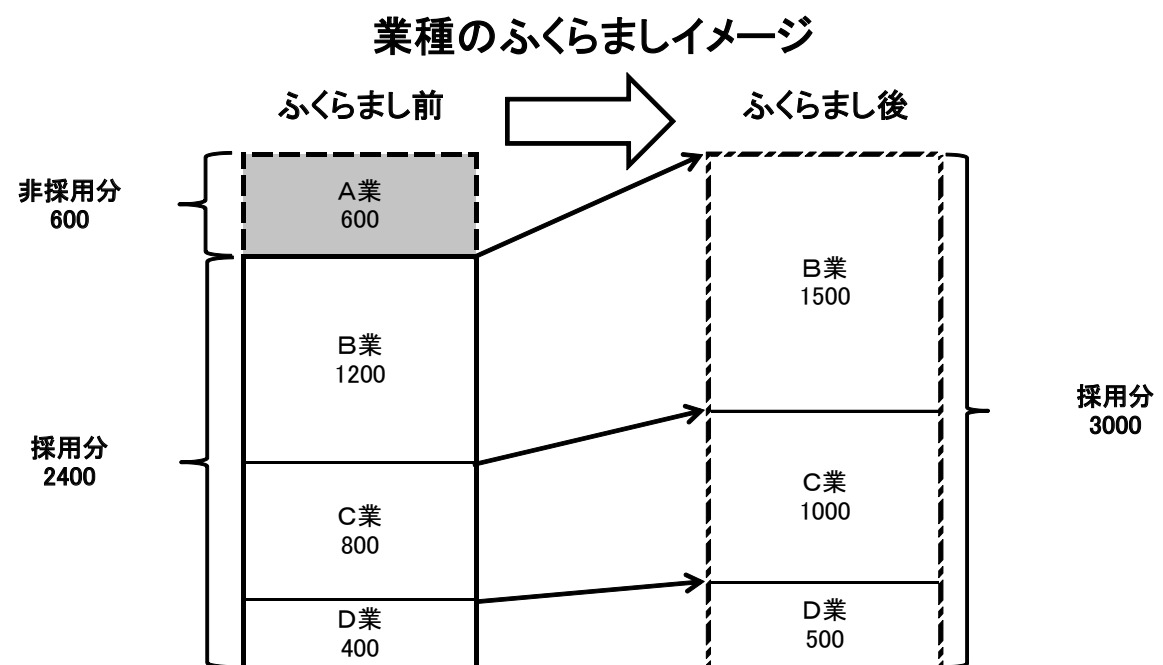 業種のふくらましイメージ
ふくらまし前
ふくらまし後
非採用分
600
A業
600
B業
1200
採用分
2400
C業
800
D業
400
B業
1500
C業
1000
D業
500
採用分
3000